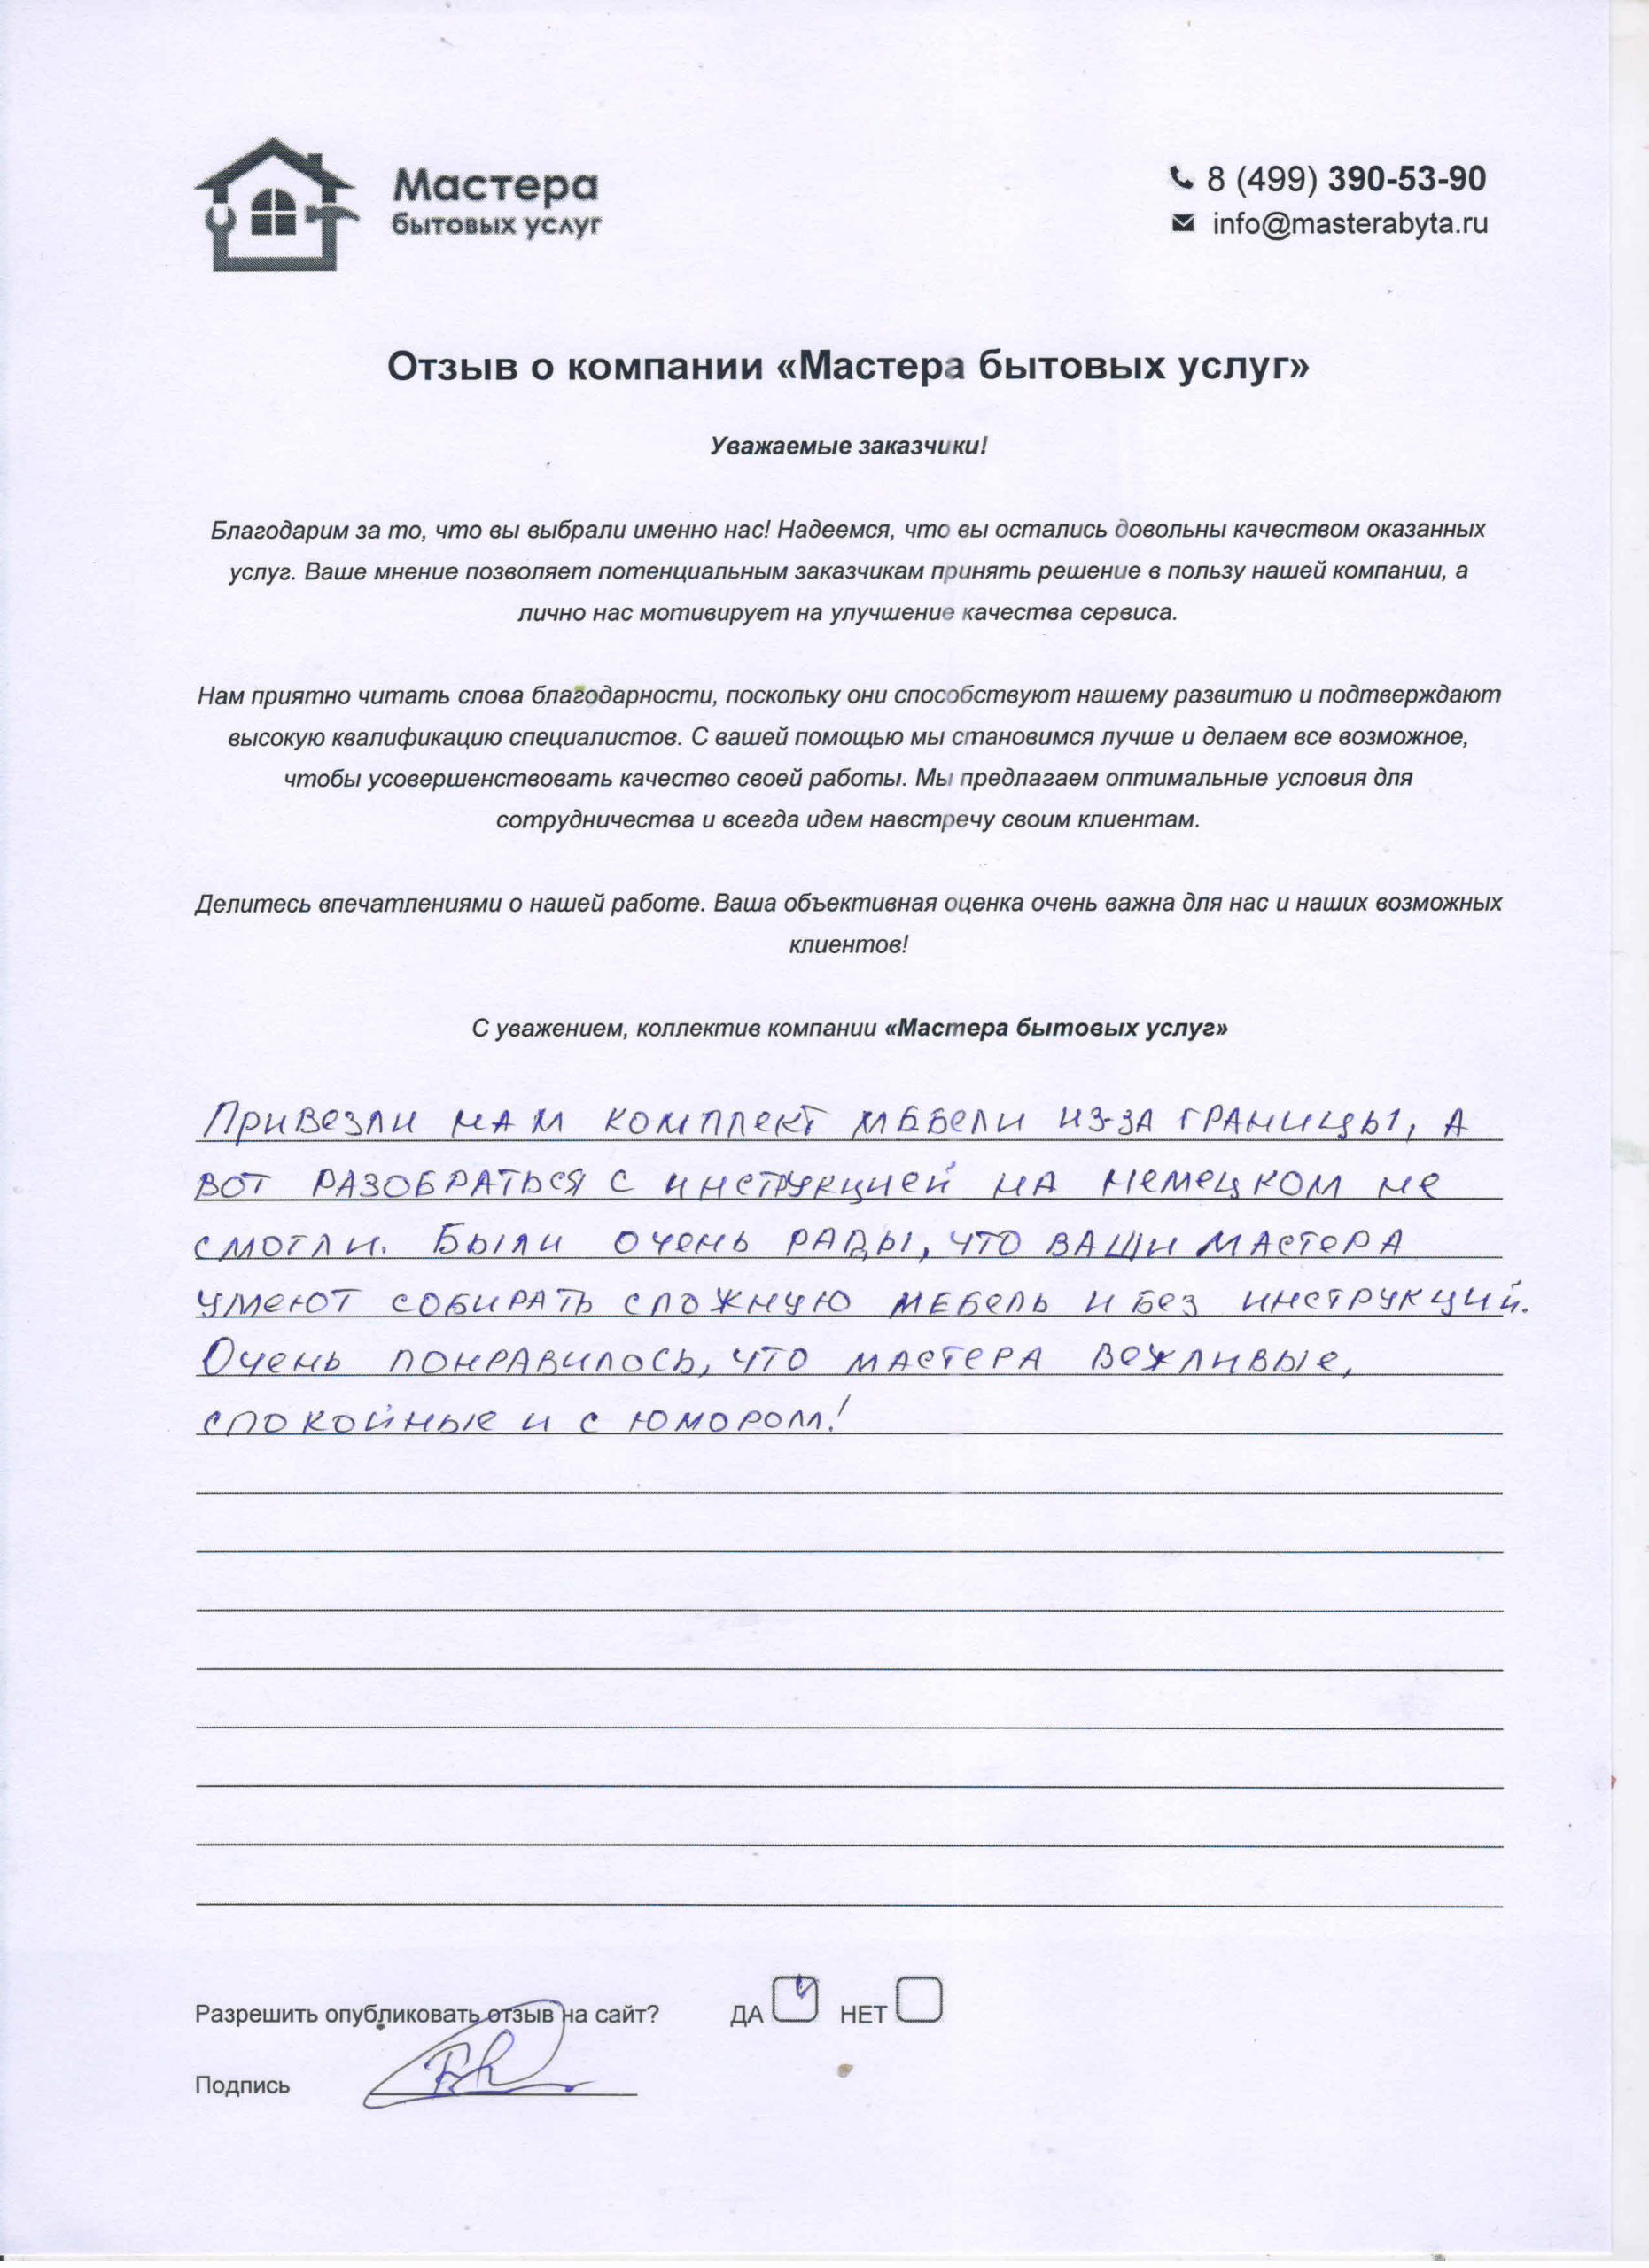 Мастера
бытовых услуг
8 (499) 390-53-90
info@masterabyta.ru
Отзыв о компании «Мастера бытовых услуг»
Уважаемые заказчики!
Благодарим за то, что вы выбрали именно нас! Надеемся, что вы остались довольны качеством оказанных
услуг. Ваше мнение позволяет потенциальным заказчикам принять решение в пользу нашей компании, а
лично нас мотивирует на улучшение качества сервиса.
Нам приятно читать слова благодарности, поскольку они способствуют нашему развитию и подтверждают
высокую квалификацию специалистов. С вашей помощью мы становимся лучше и делаем все возможное,
чтобы усовершенствовать качество своей работы. Мы предлагаем оптимальные условия для
сотрудничества и всегда идем навстречу своим клиентам.
Делитесь впечатлениями о нашей работе. Ваша объективная оценка очень важна для нас и наших возможных
клиентов!
С уважением, коллектив компании «Мастера бытовых услуг»
Привезли нам комплект мебели из-за границы, а
вот разобраться с инструкцией на немецком не
смогли. Были очень рады, что ваши мастера
умеют собирать сложную мебель и без инструкций.
Очень понравилось, что мастера вежливые,
спокойные и с юмором!
Разрешить опубликовать отзыв на сайт? ДА НЕТ
Подпись